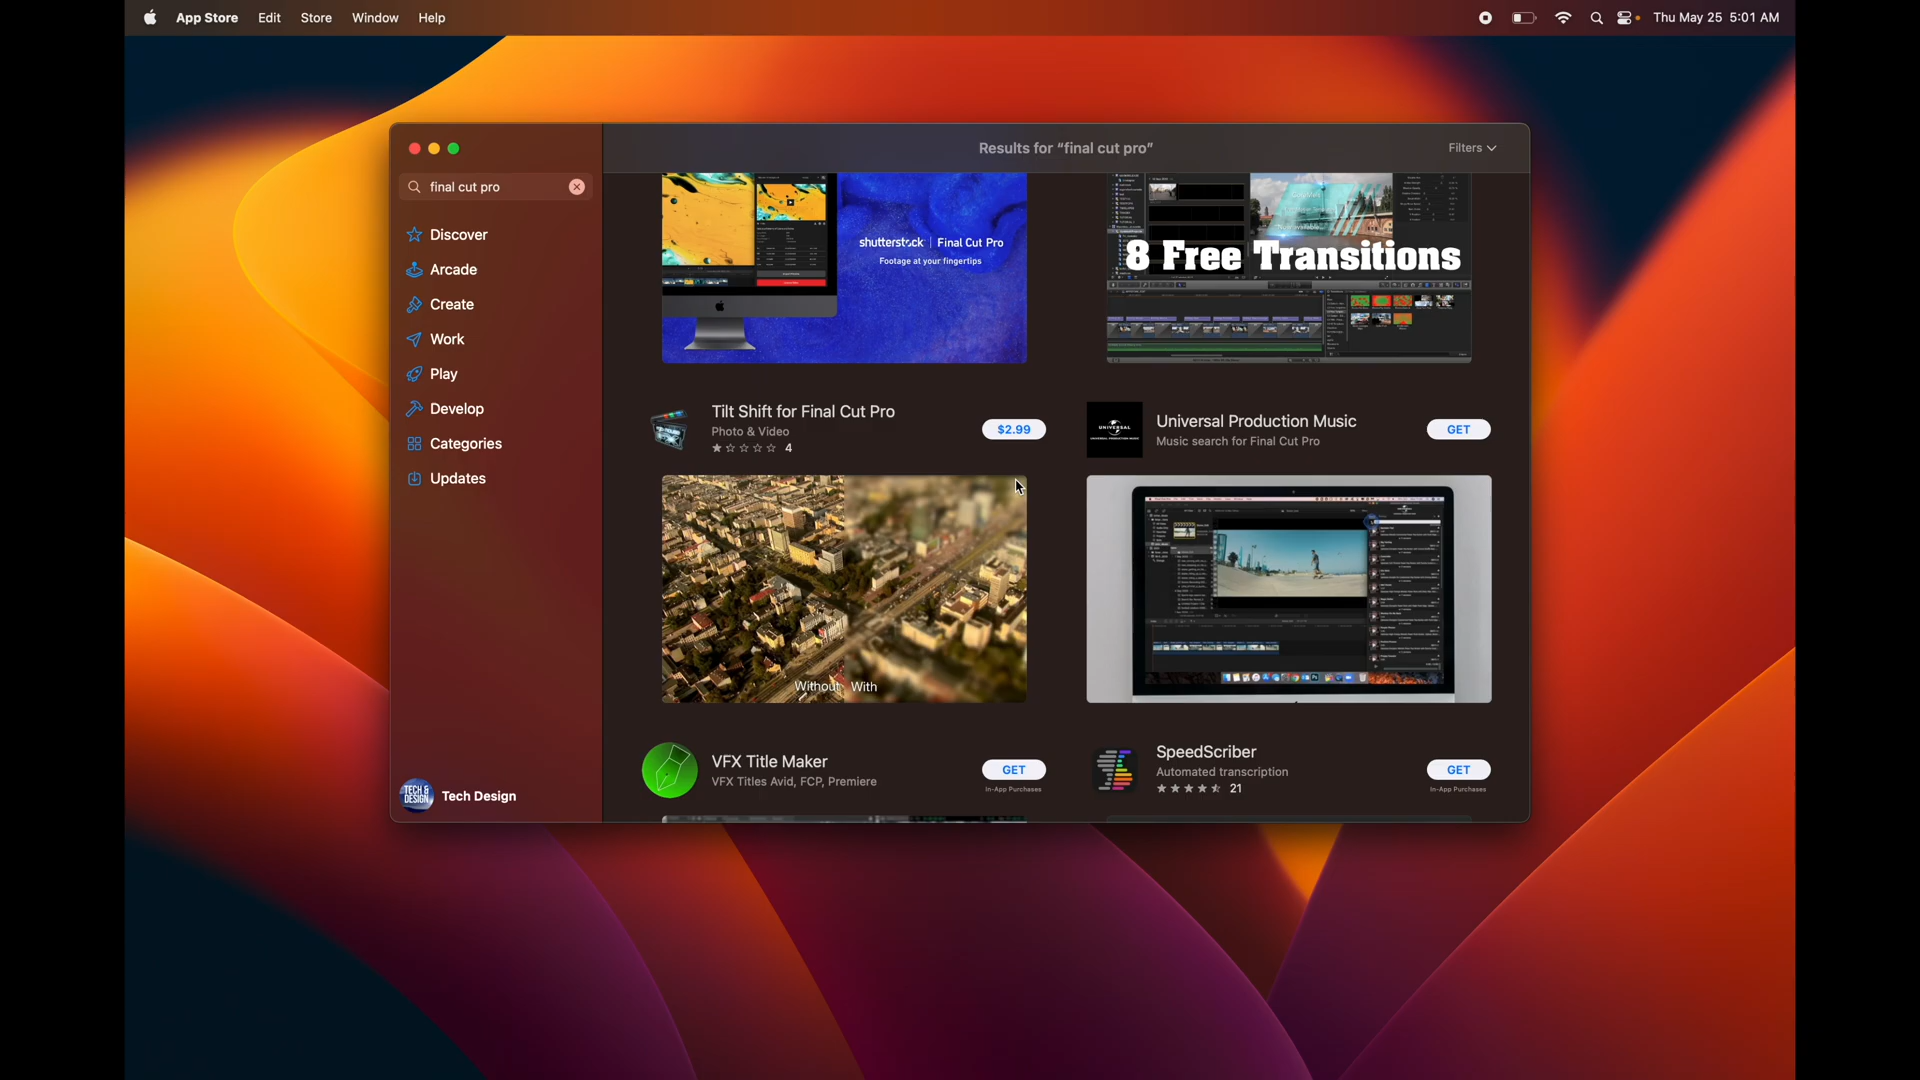 App Store Edit Store Window Help Thu May 25 5:01 AM
Results for “final cut pro”
Filters
final cut pro
Discover
Arcade
Create
Work
Play
Develop
Categories
Updates
TECH &
DESIGN
Tech Design
shutterstock | Final Cut Pro
Footage at your fingertips
8 Free Transitions
Tilt Shift for Final Cut Pro
Photo & Video
4
$2.99
UNIVERSAL
Universal Production Music
Music search for Final Cut Pro
GET
Without With
VFX Title Maker
VFX Titles Avid, FCP, Premiere
GET
In-App Purchases
SpeedScriber
Automated transcription
21
GET
In-App Purchases